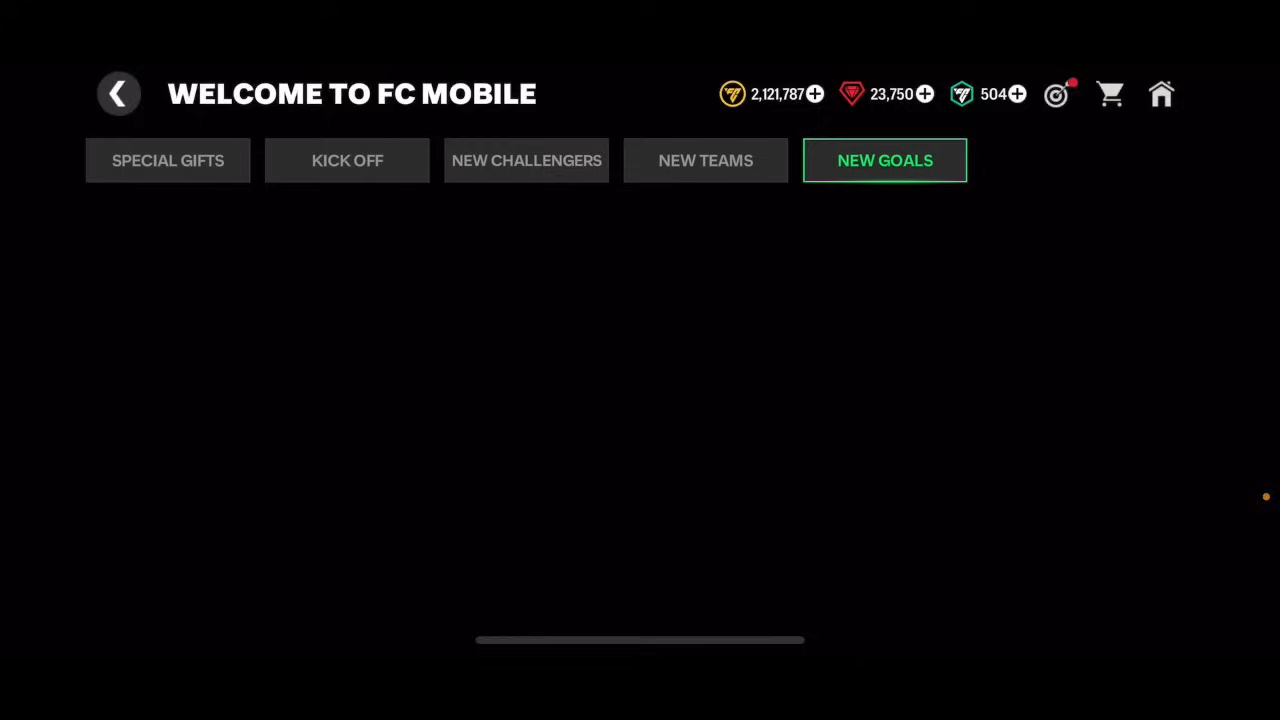 WELCOME TO FC MOBILE
2,121,787
23,750
504
SPECIAL GIFTS
KICK OFF
NEW CHALLENGERS
NEW TEAMS
NEW GOALS